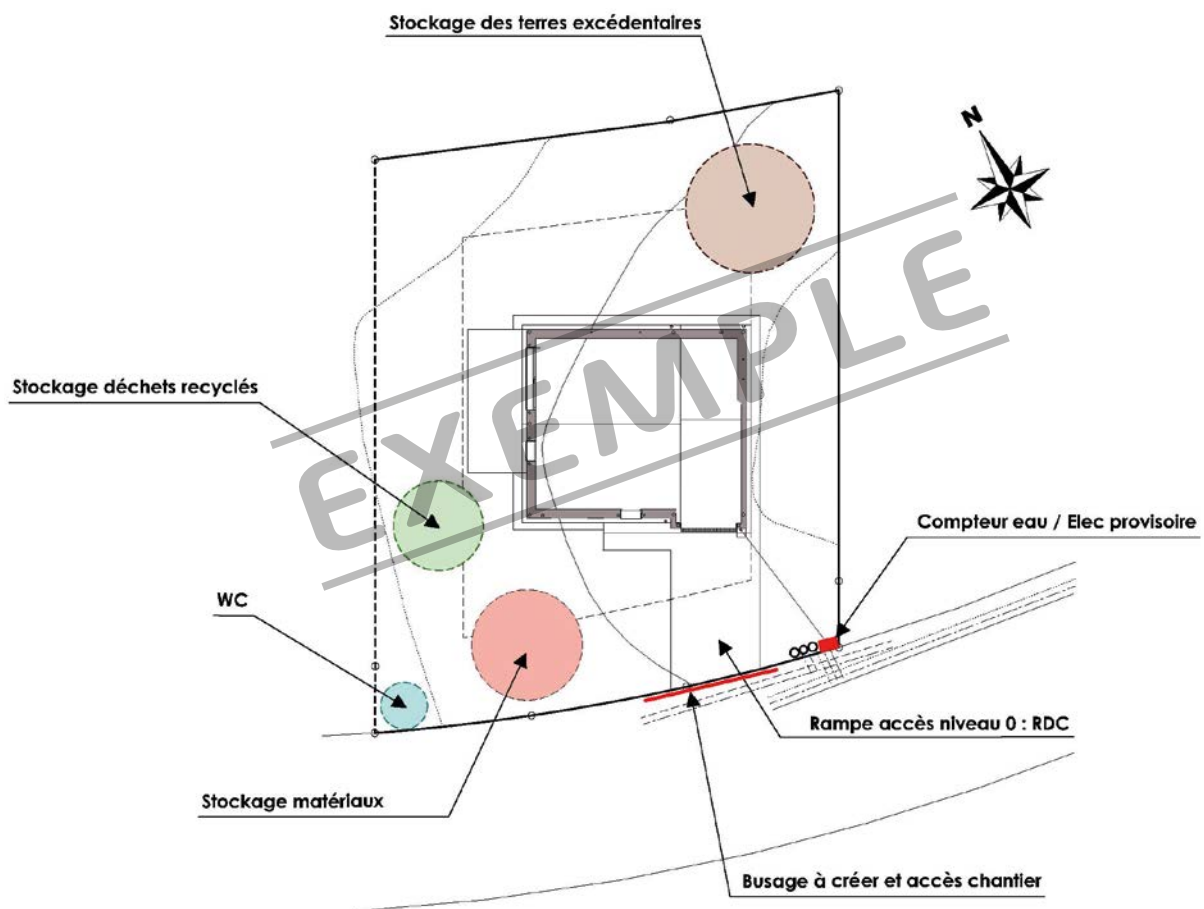 Stockage des terres excédentaires
N
EXEMPLE
Stockage déchets recyclés
Compteur eau / Elec provisoire
WC
Rampe accès niveau 0 : RDC
Stockage matériaux
Busage à créer et accès chantier